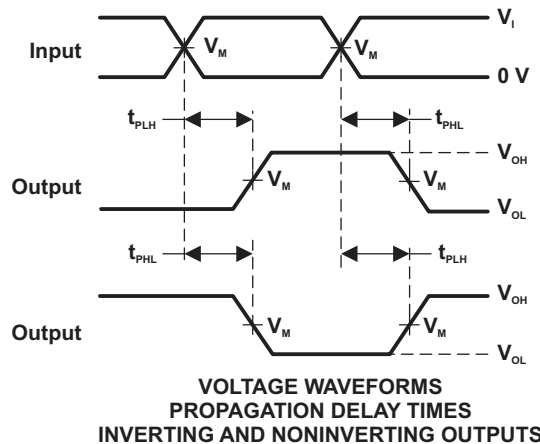 V_I
Input
V_M V_M
0 V
t_PLH t_PHL
V_OH
Output
V_M V_M
V_OL
t_PHL t_PLH
V_OH
Output
V_M V_M
V_OL
VOLTAGE WAVEFORMS
PROPAGATION DELAY TIMES
INVERTING AND NONINVERTING OUTPUTS